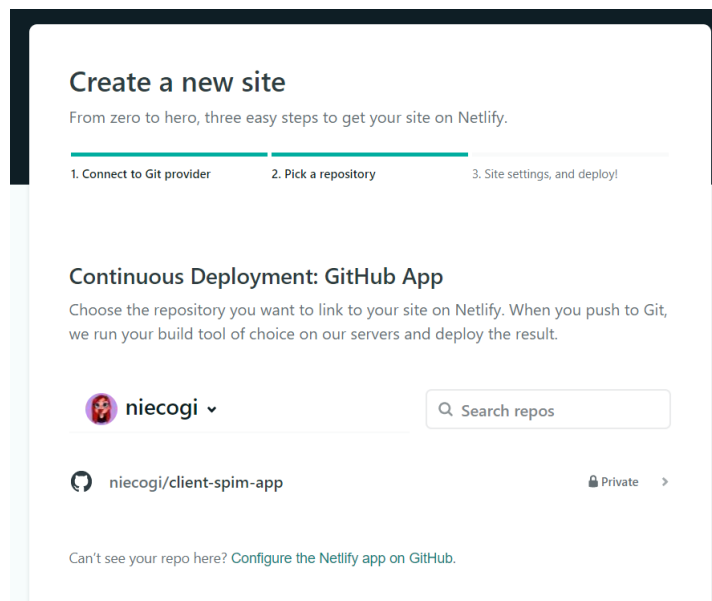 Create a new site
From zero to hero, three easy steps to get your site on Netlify.
1. Connect to Git provider
2. Pick a repository
3. Site settings, and deploy!
Continuous Deployment: GitHub App
Choose the repository you want to link to your site on Netlify. When you push to Git,
we run your build tool of choice on our servers and deploy the result.
niecogi
Search repos
niecogi/client-spim-app
Private
Can't see your repo here? Configure the Netlify app on GitHub.